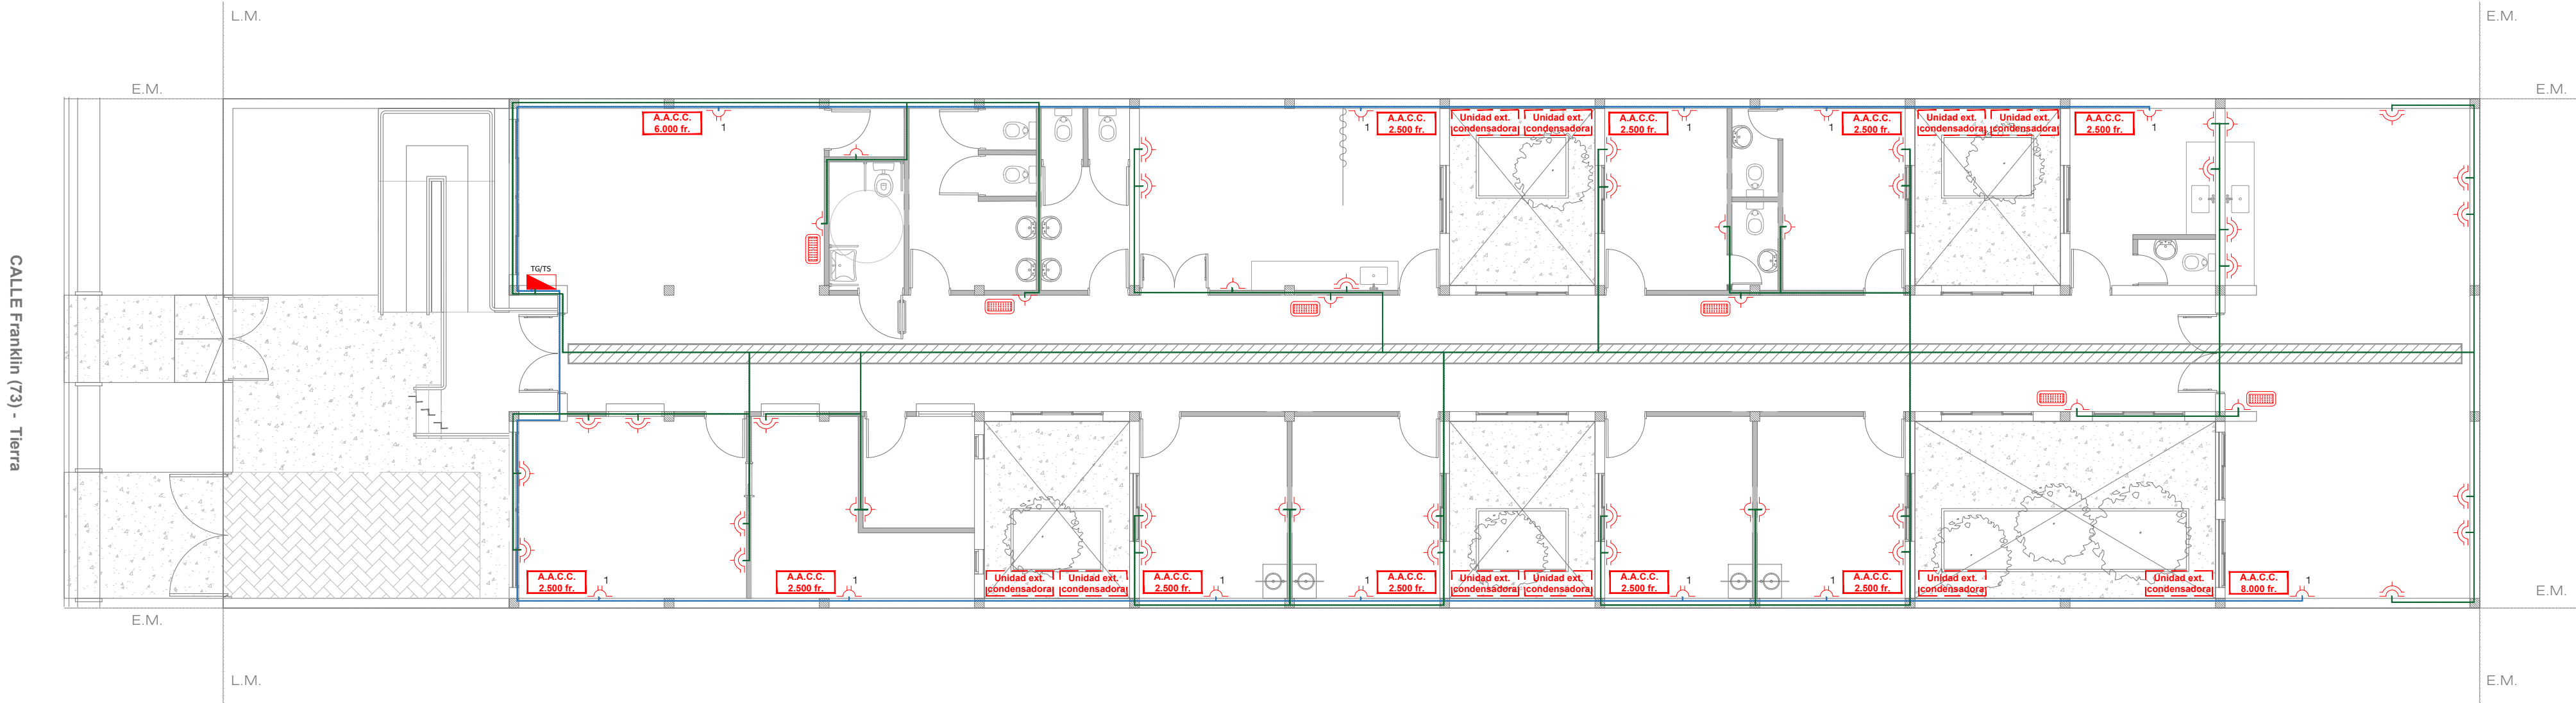 L.M.
E.M.
E.M.
E.M.
A.A.C.C.
6.000 fr.
1
1
A.A.C.C.
2.500 fr.
Unidad ext.
condensadora
Unidad ext.
condensadora
A.A.C.C.
2.500 fr.
1
1
A.A.C.C.
2.500 fr.
Unidad ext.
condensadora
Unidad ext.
condensadora
A.A.C.C.
2.500 fr.
1
TG/TS
CALLE Franklin (73) - Tierra
A.A.C.C.
2.500 fr.
1
A.A.C.C.
2.500 fr.
1
Unidad ext.
condensadora
Unidad ext.
condensadora
A.A.C.C.
2.500 fr.
1
1
A.A.C.C.
2.500 fr.
Unidad ext.
condensadora
Unidad ext.
condensadora
A.A.C.C.
2.500 fr.
1
1
A.A.C.C.
2.500 fr.
Unidad ext.
condensadora
Unidad ext.
condensadora
A.A.C.C.
8.000 fr.
1
E.M.
E.M.
L.M.
E.M.